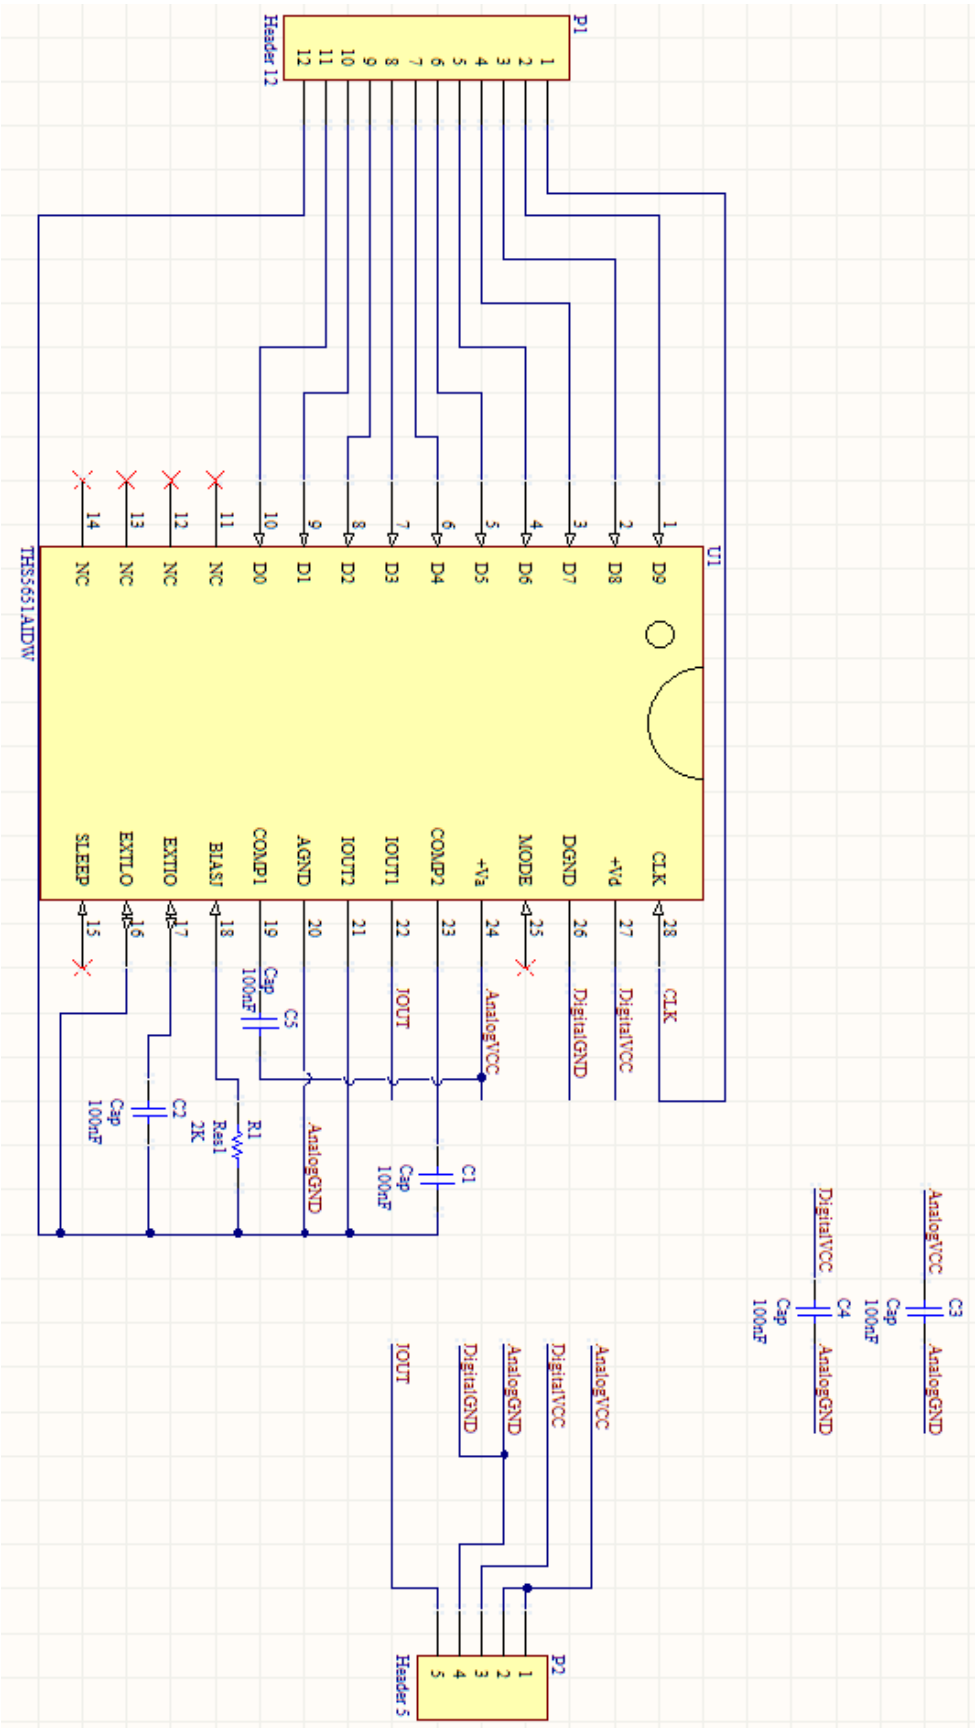 AnalogVCC
C3
Cap
100nF
AnalogGND
DigitalVCC
C4
Cap
100nF
AnalogGND
P1
1
2
3
4
5
6
7
8
9
10
11
12
Header 12
U1
1 D9
2 D8
3 D7
4 D6
5 D5
6 D4
7 D3
8 D2
9 D1
10 D0
11 NC
12 NC
13 NC
14 NC
CLK 28 CLK
+Vd 27 DigitalVCC
DGND 26 DigitalGND
MODE 25
+Va 24 AnalogVCC
COMP2 23
IOUT1 22 IOUT
IOUT2 21
AGND 20 AnalogGND
COMP1 19
BIASJ 18
EXTIO 17
EXTLO 16
SLEEP 15
THS5651AIDW
C1
Cap
100nF
C5
Cap
100nF
R1
Res1
2K
C2
Cap
100nF
AnalogVCC
DigitalVCC
AnalogGND
DigitalGND
IOUT
P2
1
2
3
4
5
Header 5